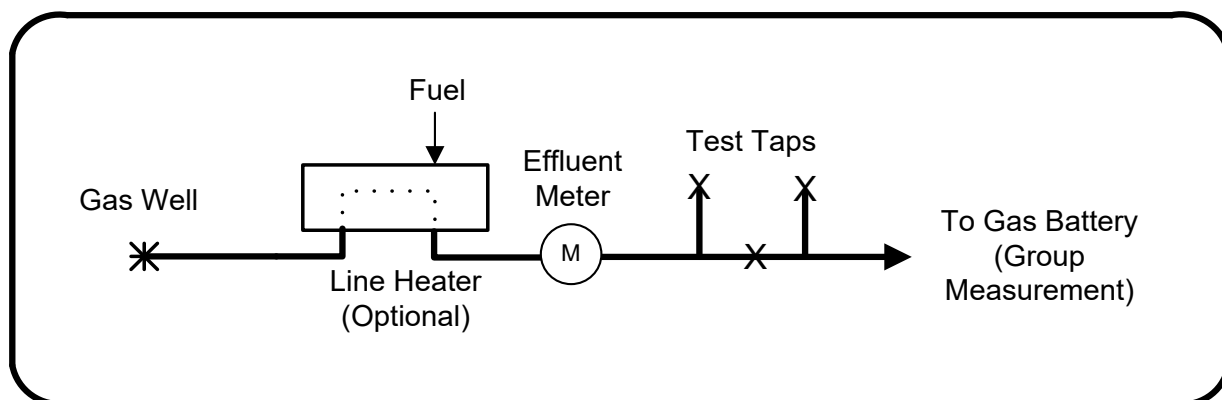 Fuel
Test Taps
Effluent
Meter
Gas Well
To Gas Battery
(Group
Measurement)
M
Line Heater
(Optional)
X
X
X